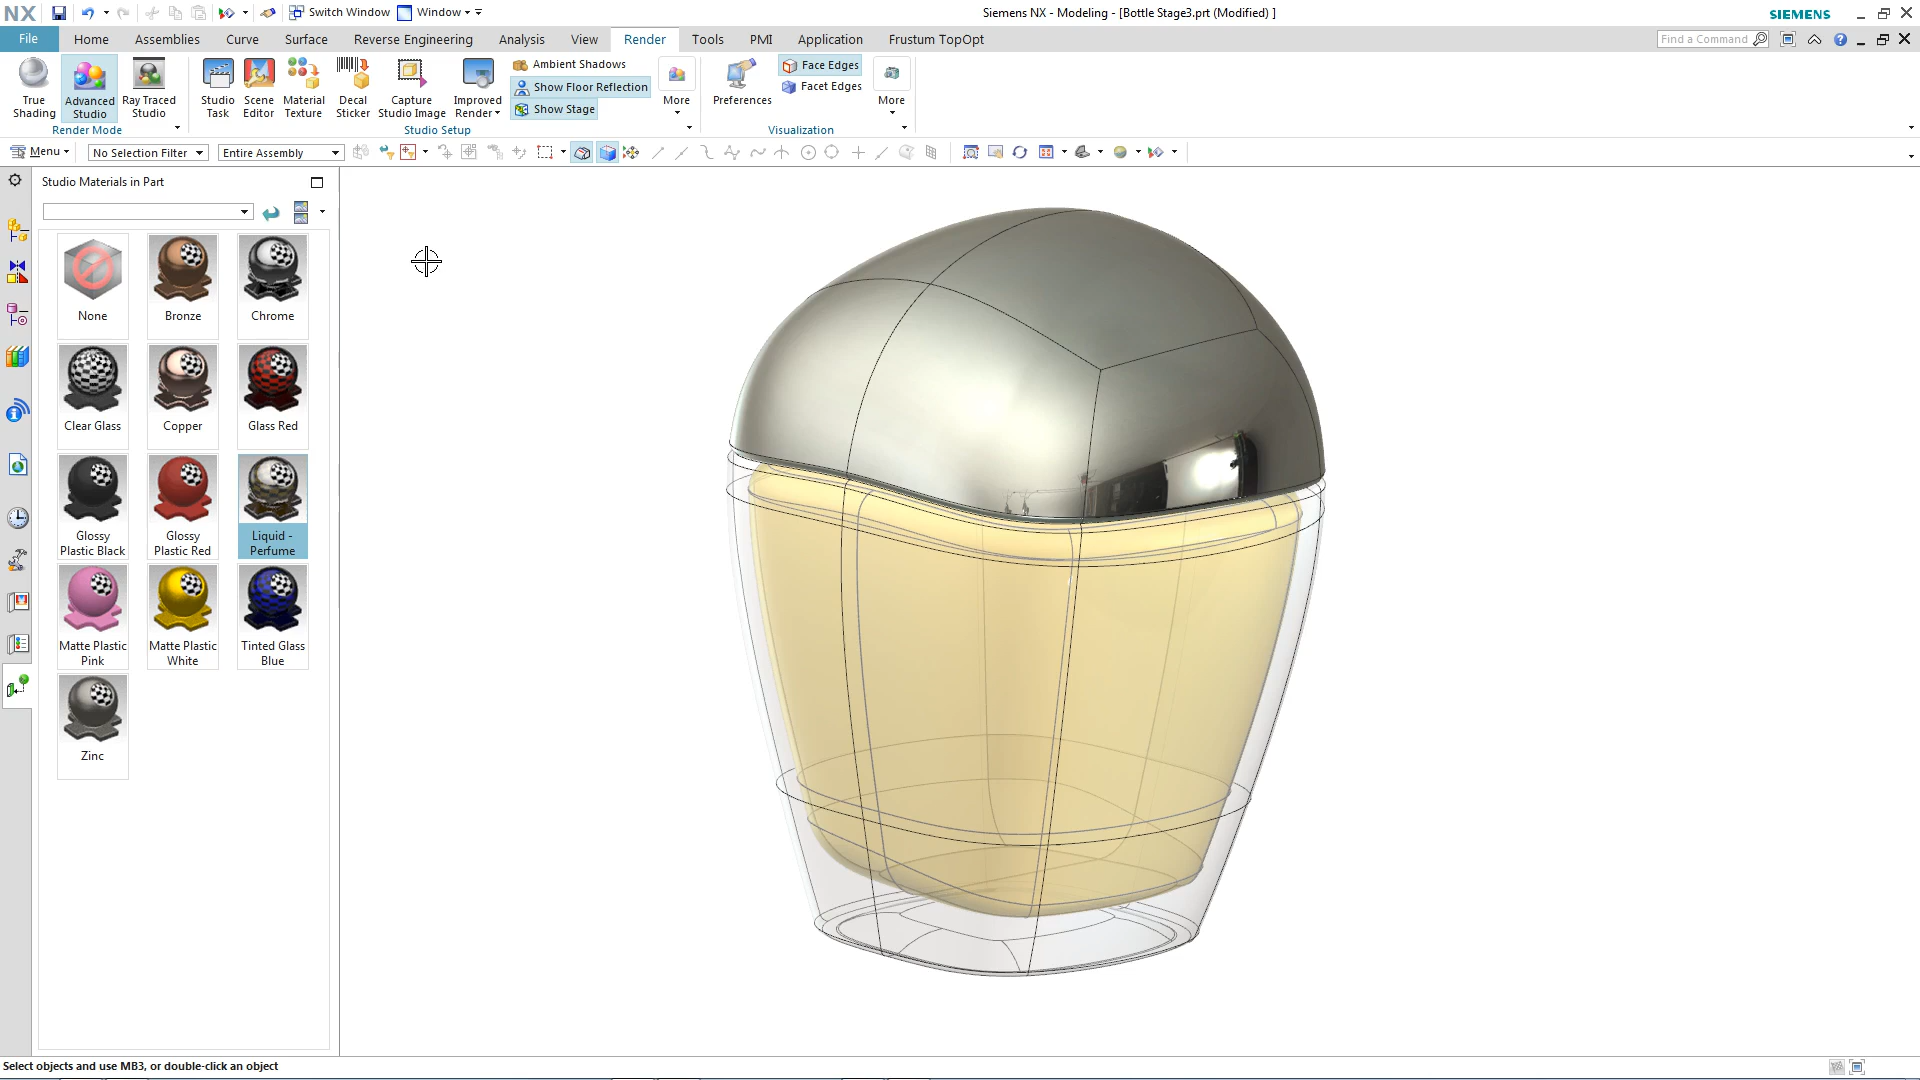 NX Switch Window Window Siemens NX - Modeling - [Bottle Stage3.prt (Modified) ] SIEMENS
File Home Assemblies Curve Surface Reverse Engineering Analysis View Render Tools PMI Application Frustum TopOpt Find a Command
True Shading
Advanced Studio
Ray Traced Studio
Render Mode
Studio Task
Scene Editor
Material Texture
Decal Sticker
Capture Studio Image
Improved Render
Ambient Shadows
Show Floor Reflection
Show Stage
More
Studio Setup
Preferences
Face Edges
Facet Edges
More
Visualization
Menu No Selection Filter Entire Assembly
Studio Materials in Part
None Bronze Chrome
Clear Glass Copper Glass Red
Glossy Plastic Black
Glossy Plastic Red
Liquid - Perfume
Matte Plastic Pink
Matte Plastic White
Tinted Glass Blue
Zinc
Select objects and use MB3, or double-click an object